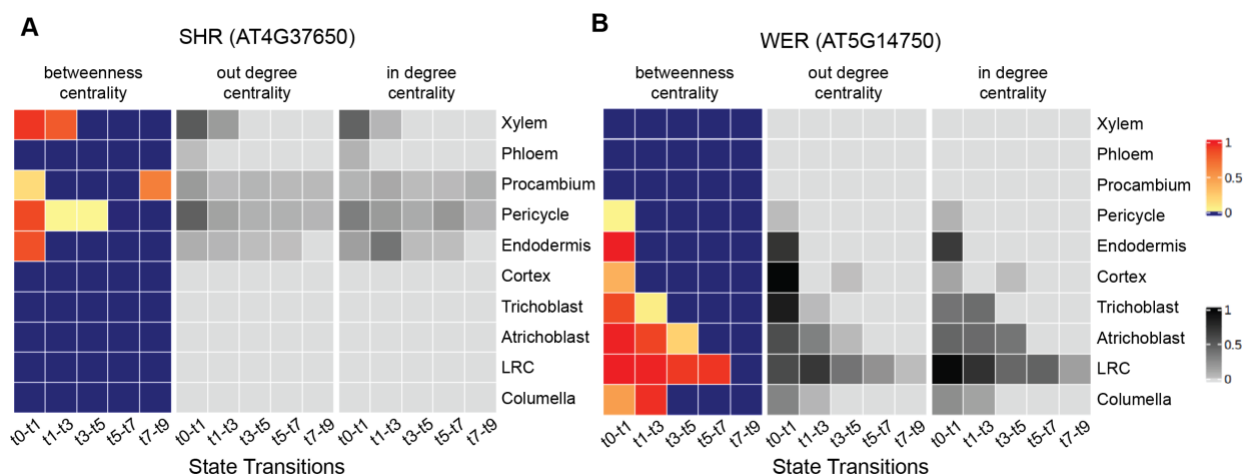 A
SHR (AT4G37650)
betweenness
centrality
out degree
centrality
in degree
centrality
Xylem
Phloem
Procambium
Pericycle
Endodermis
Cortex
Trichoblast
Atrichoblast
LRC
Columella
t0-t1 t1-t3 t3-t5 t5-t7 t7-t9 t0-t1 t1-t3 t3-t5 t5-t7 t7-t9 t0-t1 t1-t3 t3-t5 t5-t7 t7-t9
State Transitions
B
WER (AT5G14750)
betweenness
centrality
out degree
centrality
in degree
centrality
Xylem
Phloem
Procambium
Pericycle
Endodermis
Cortex
Trichoblast
Atrichoblast
LRC
Columella
t0-t1 t1-t3 t3-t5 t5-t7 t7-t9 t0-t1 t1-t3 t3-t5 t5-t7 t7-t9 t0-t1 t1-t3 t3-t5 t5-t7 t7-t9
State Transitions
1
0.5
0
1
0.5
0